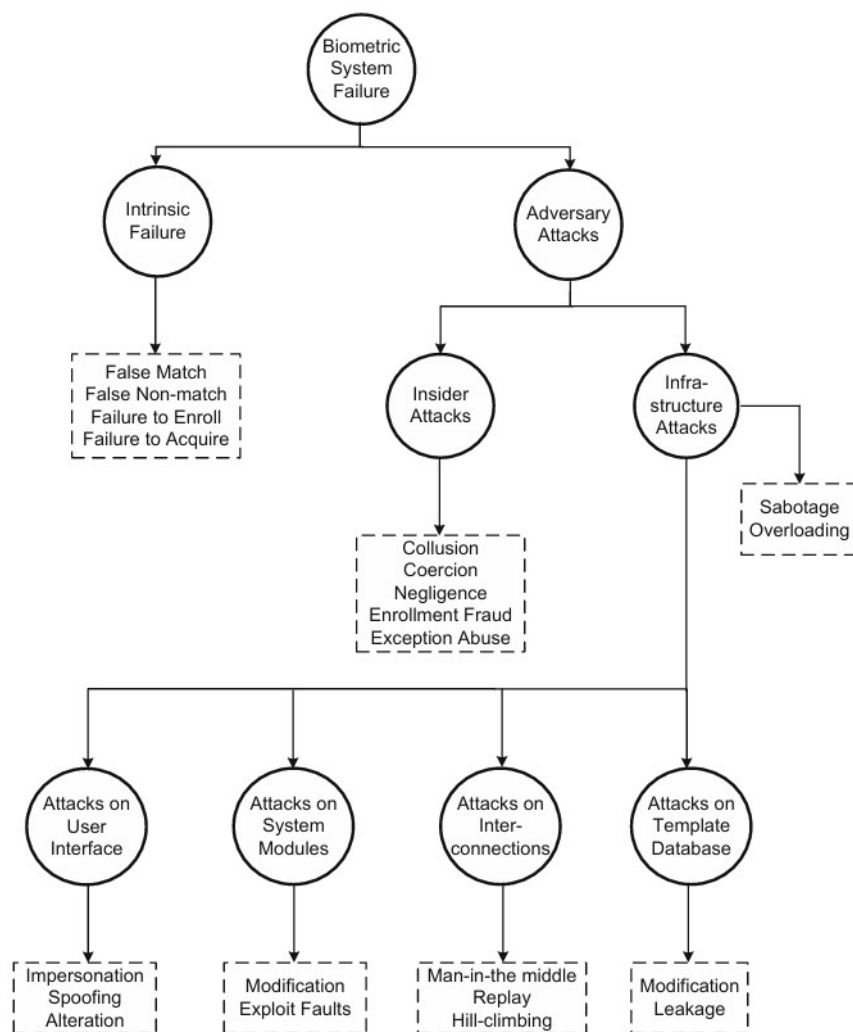 Biometric
System
Failure
Intrinsic
Failure
Adversary
Attacks
False Match
False Non-match
Failure to Enroll
Failure to Acquire
Insider
Attacks
Infra-
structure
Attacks
Sabotage
Overloading
Collusion
Coercion
Negligence
Enrollment Fraud
Exception Abuse
Attacks on
User
Interface
Attacks on
System
Modules
Attacks on
Inter-
connections
Attacks on
Template
Database
Impersonation
Spoofing
Alteration
Modification
Exploit Faults
Man-in-the middle
Replay
Hill-climbing
Modification
Leakage